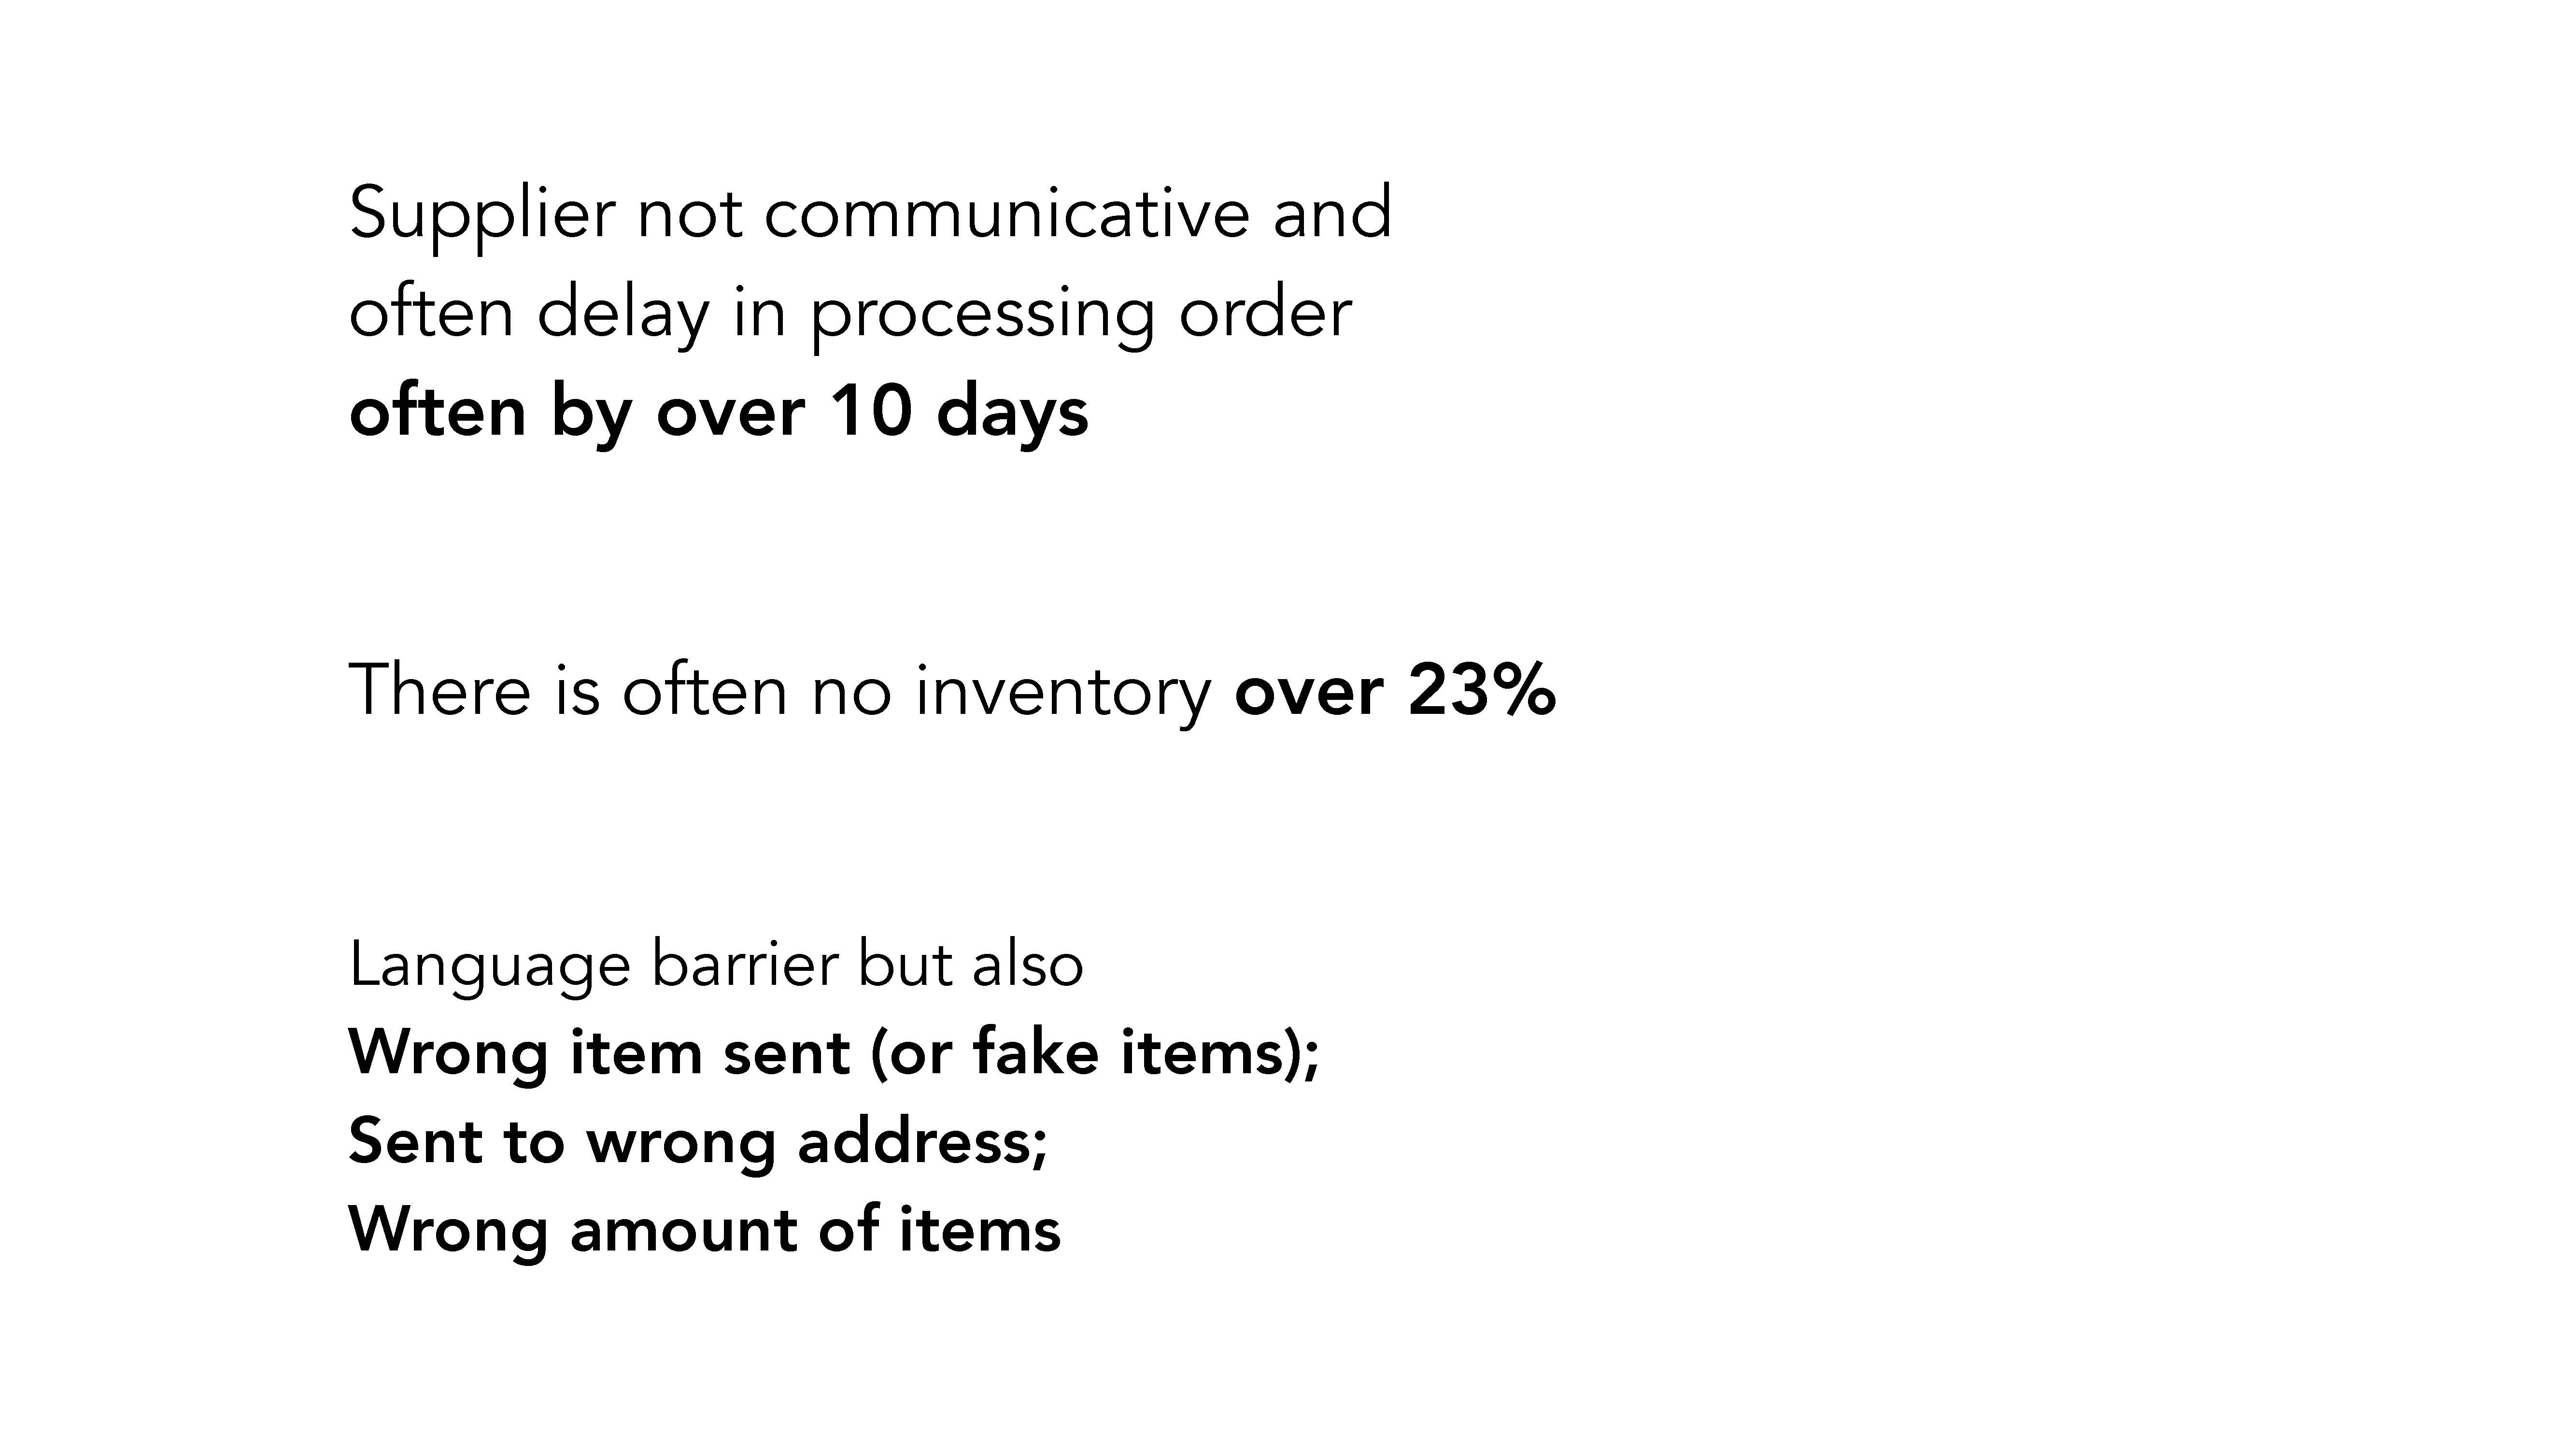 Supplier not communicative and
often delay in processing order
often by over 10 days
There is often no inventory over 23%
Language barrier but also
Wrong item sent (or fake items);
Sent to wrong address;
Wrong amount of items